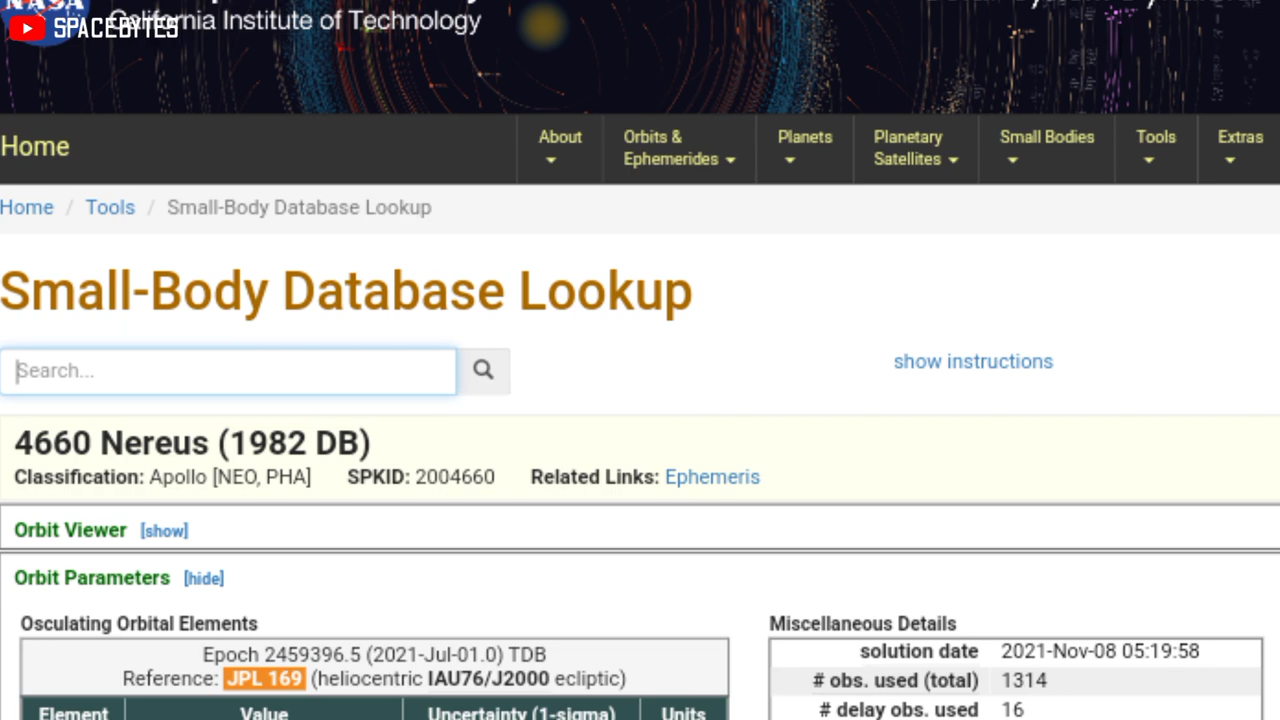 NASA
California Institute of Technology
SPACEBYTES
Home
About
Orbits &
Ephemerides
Planets
Planetary
Satellites
Small Bodies
Tools
Extras
Home / Tools / Small-Body Database Lookup
Small-Body Database Lookup
Search...
show instructions
4660 Nereus (1982 DB)
Classification: Apollo [NEO, PHA] SPKID: 2004660 Related Links: Ephemeris
Orbit Viewer [show]
Orbit Parameters [hide]
Osculating Orbital Elements
Epoch 2459396.5 (2021-Jul-01.0) TDB
Reference: JPL 169 (heliocentric IAU76/J2000 ecliptic)
Element Value Uncertainty (1-sigma) Units
Miscellaneous Details
solution date 2021-Nov-08 05:19:58
# obs. used (total) 1314
# delay obs. used 16